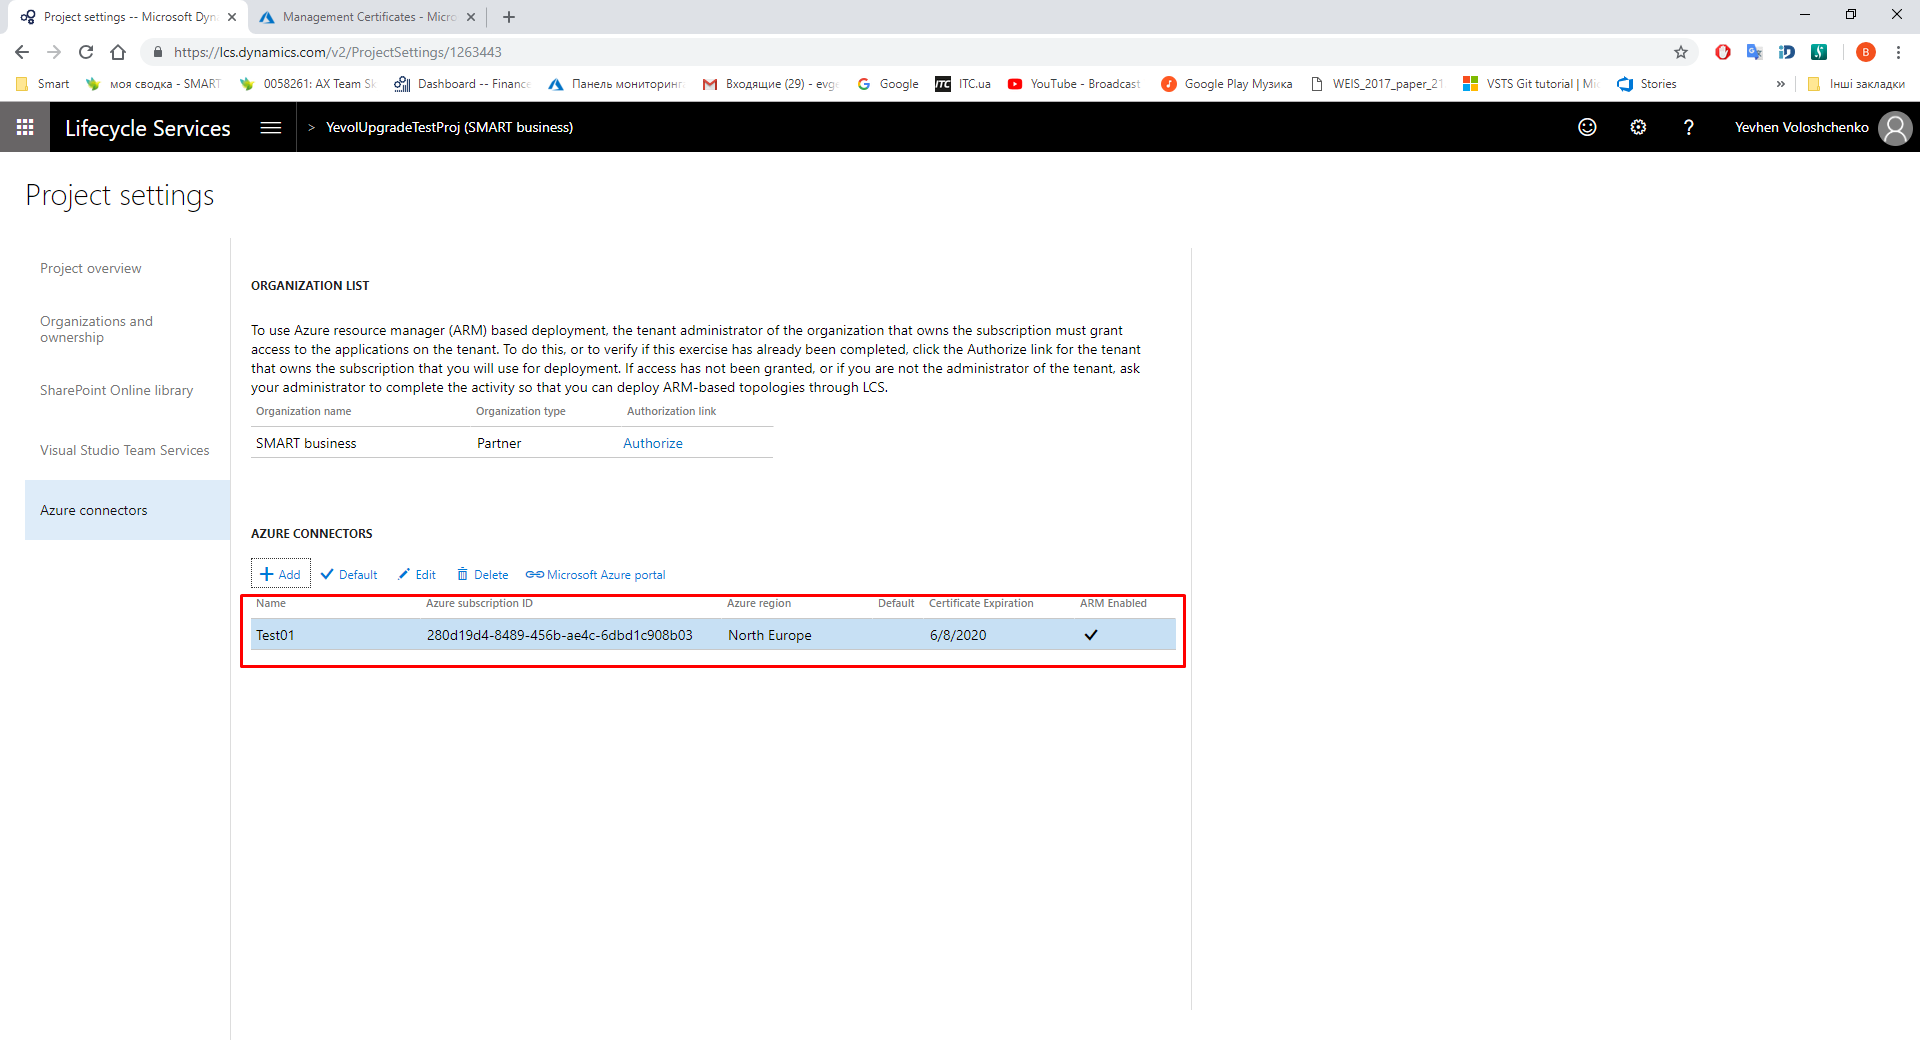 Project settings -- Microsoft Dyn
Management Certificates - Micro
https://lcs.dynamics.com/v2/ProjectSettings/1263443
Smart
моя сводка - SMART
0058261: AX Team Sk
Dashboard -- Finance
Панель мониторинга
Входящие (29) - evge
Google
ITC.ua
YouTube - Broadcast
Google Play Музика
WEIS_2017_paper_21
VSTS Git tutorial | Mic
Stories
»
Інші закладки
Lifecycle Services
> YevolUpgradeTestProj (SMART business)
Yevhen Voloshchenko
Project settings
Project overview
Organizations and
ownership
SharePoint Online library
Visual Studio Team Services
Azure connectors
ORGANIZATION LIST
To use Azure resource manager (ARM) based deployment, the tenant administrator of the organization that owns the subscription must grant
access to the applications on the tenant. To do this, or to verify if this exercise has already been completed, click the Authorize link for the tenant
that owns the subscription that you will use for deployment. If access has not been granted, or if you are not the administrator of the tenant, ask
your administrator to complete the activity so that you can deploy ARM-based topologies through LCS.
Organization name Organization type Authorization link
SMART business Partner Authorize
AZURE CONNECTORS
Add Default Edit Delete Microsoft Azure portal
Name Azure subscription ID Azure region Default Certificate Expiration ARM Enabled
Test01 280d19d4-8489-456b-ae4c-6dbd1c908b03 North Europe 6/8/2020